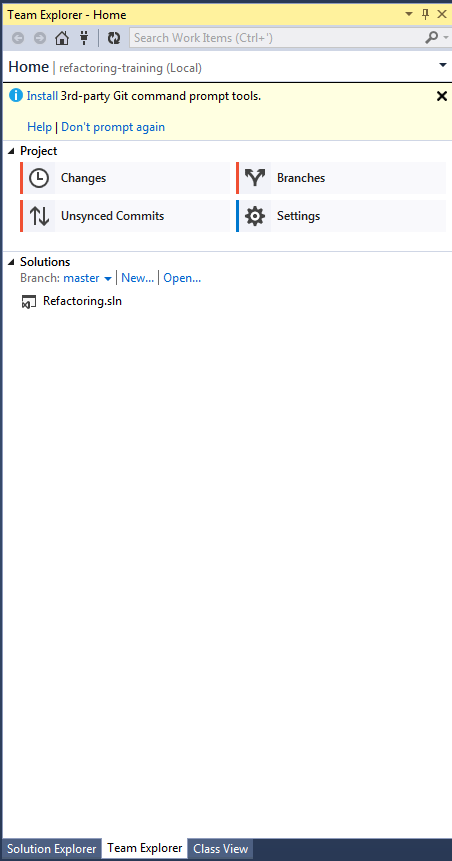 Team Explorer - Home
Search Work Items (Ctrl+')
Home | refactoring-training (Local)
Install 3rd-party Git command prompt tools.
Help | Don't prompt again
Project
Changes
Branches
Unsynced Commits
Settings
Solutions
Branch: master | New... | Open...
Refactoring.sln
Solution Explorer Team Explorer Class View